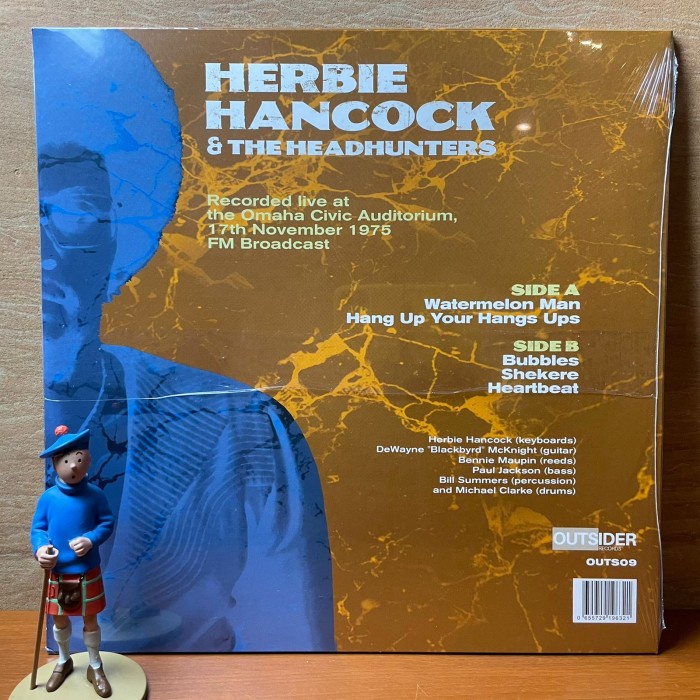 HERBIE
HANCOCK
& THE HEADHUNTERS
Recorded live at
the Omaha Civic Auditorium,
17th November 1975
FM Broadcast
SIDE A
Watermelon Man
Hang Up Your Hangs Ups
SIDE B
Bubbles
Shekere
Heartbeat
Herbie Hancock (keyboards)
DeWayne "Blackbyrd" McKnight (guitar)
Bennie Maupin (reeds)
Paul Jackson (bass)
Bill Summers (percussion)
and Michael Clarke (drums)
OUTSIDER
RECORDS
OUTS09